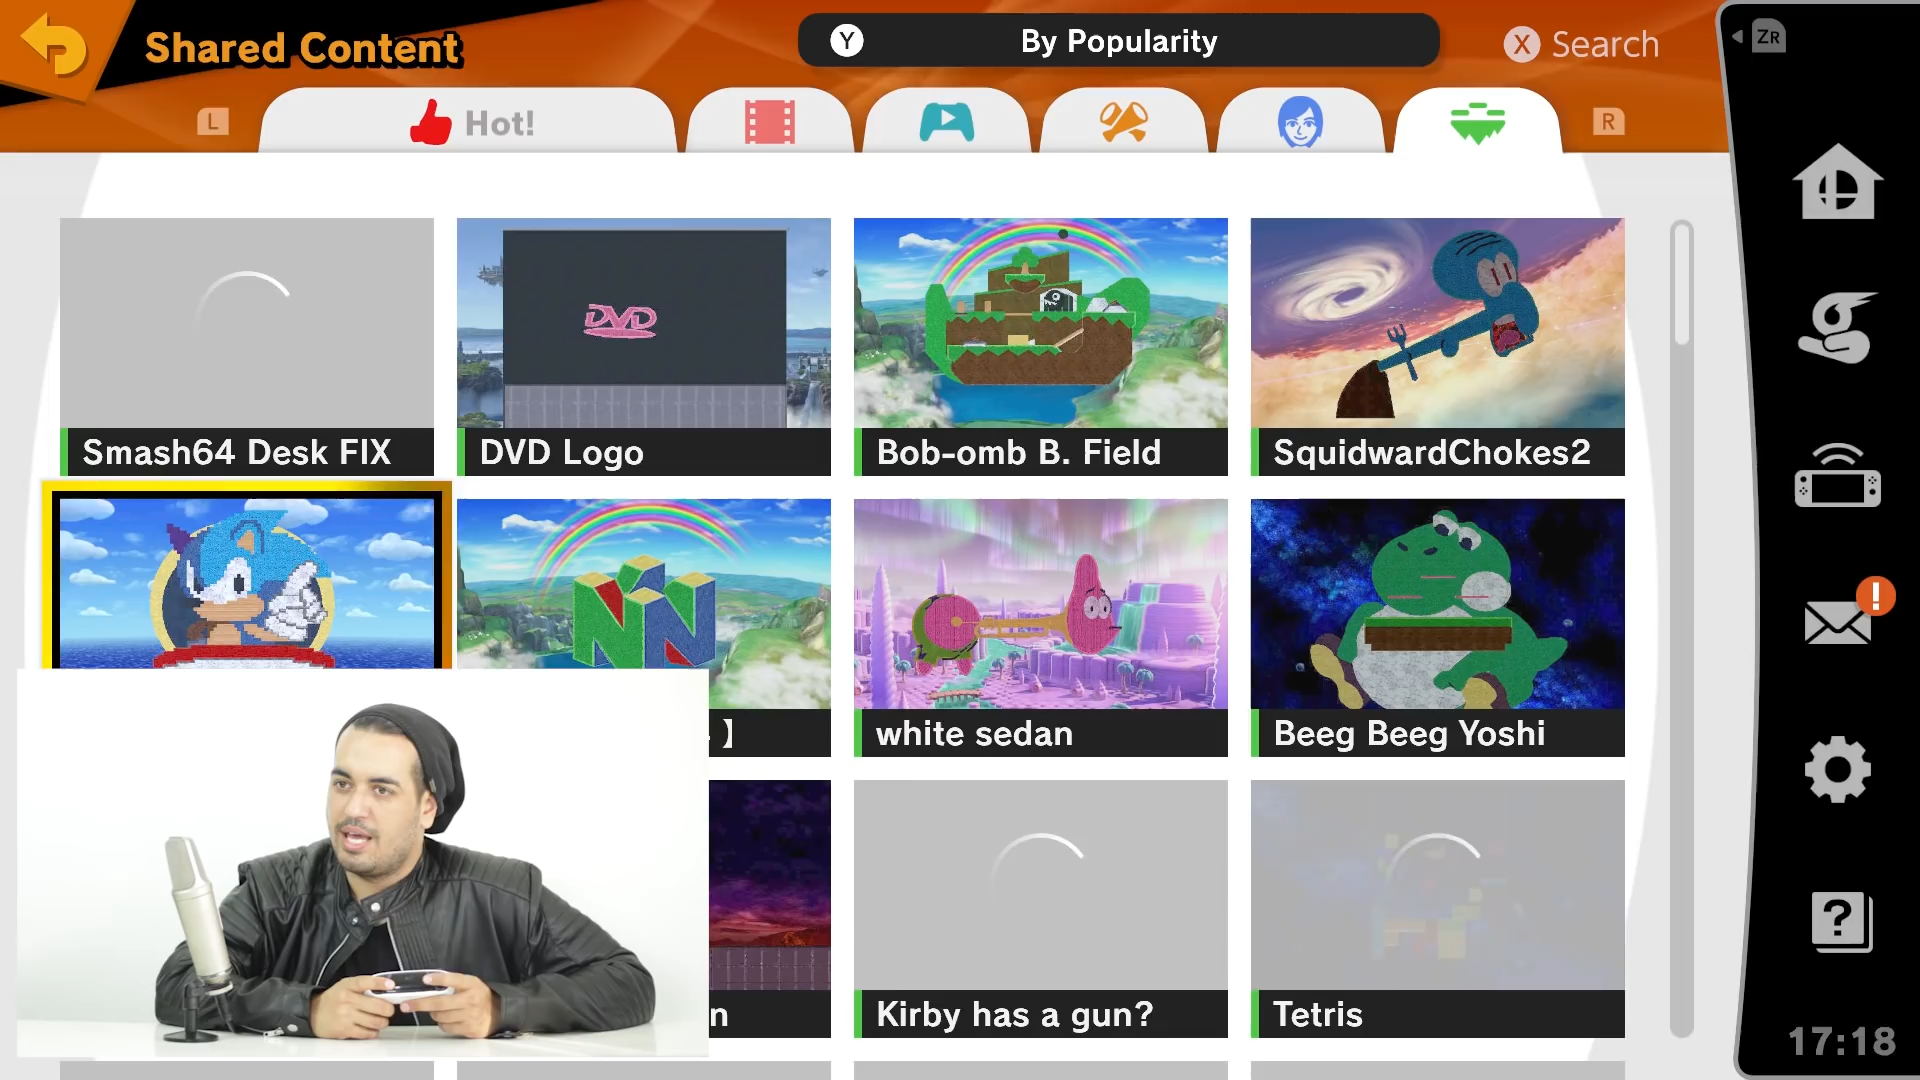 Shared Content
Y By Popularity
X Search
ZR
L
Hot!
R
Smash64 Desk FIX
DVD Logo
Bob-omb B. Field
SquidwardChokes2
DVD
N N
】
white sedan
Beeg Beeg Yoshi
n
Kirby has a gun?
Tetris
!
?
17:18